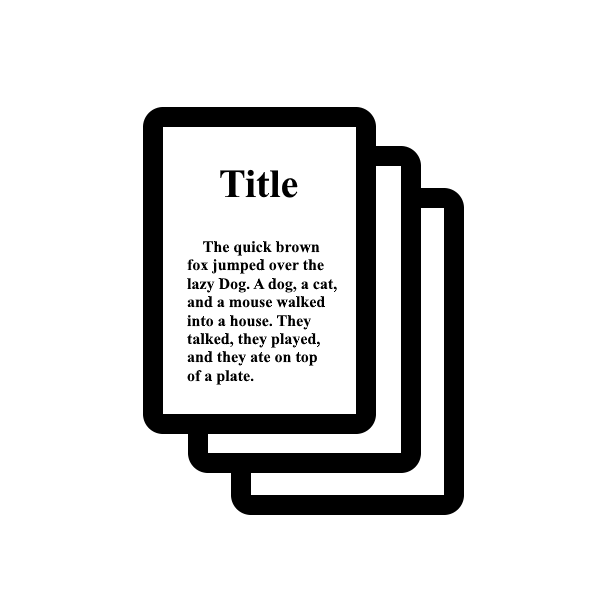 Title
The quick brown
fox jumped over the
lazy Dog. A dog, a cat,
and a mouse walked
into a house. They
talked, they played,
and they ate on top
of a plate.